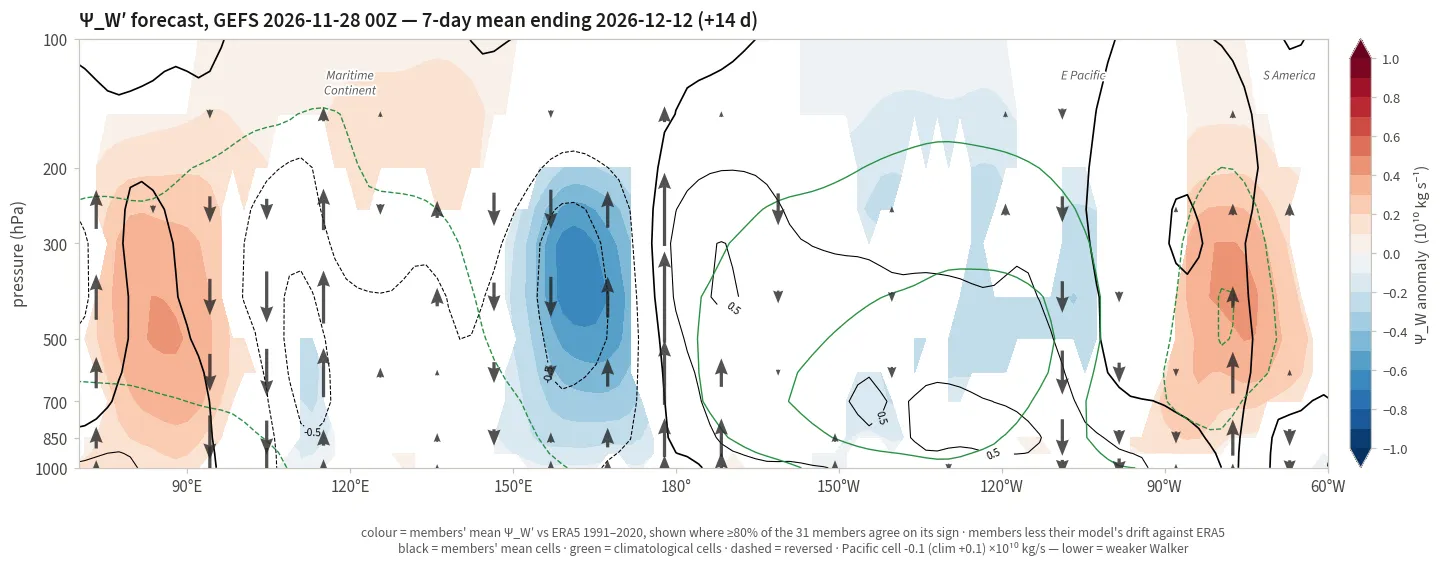 Ψ_W′ forecast, GEFS 2026-11-28 00Z — 7-day mean ending 2026-12-12 (+14 d)
100
200
300
400
500
700
850
1000
pressure (hPa)
Maritime
Continent
E Pacific
S America
0.5
0.5
0.5
-0.5
90°E
120°E
150°E
180°
150°W
120°W
90°W
60°W
1.0
0.8
0.6
0.4
0.2
0.0
−0.2
−0.4
−0.6
−0.8
−1.0
Ψ_W anomaly (10¹⁰ kg s⁻¹)
colour = members' mean Ψ_W′ vs ERA5 1991–2020, shown where ≥80% of the 31 members agree on its sign · members less their model's drift against ERA5
black = members' mean cells · green = climatological cells · dashed = reversed · Pacific cell -0.1 (clim +0.1) ×10¹⁰ kg/s — lower = weaker Walker